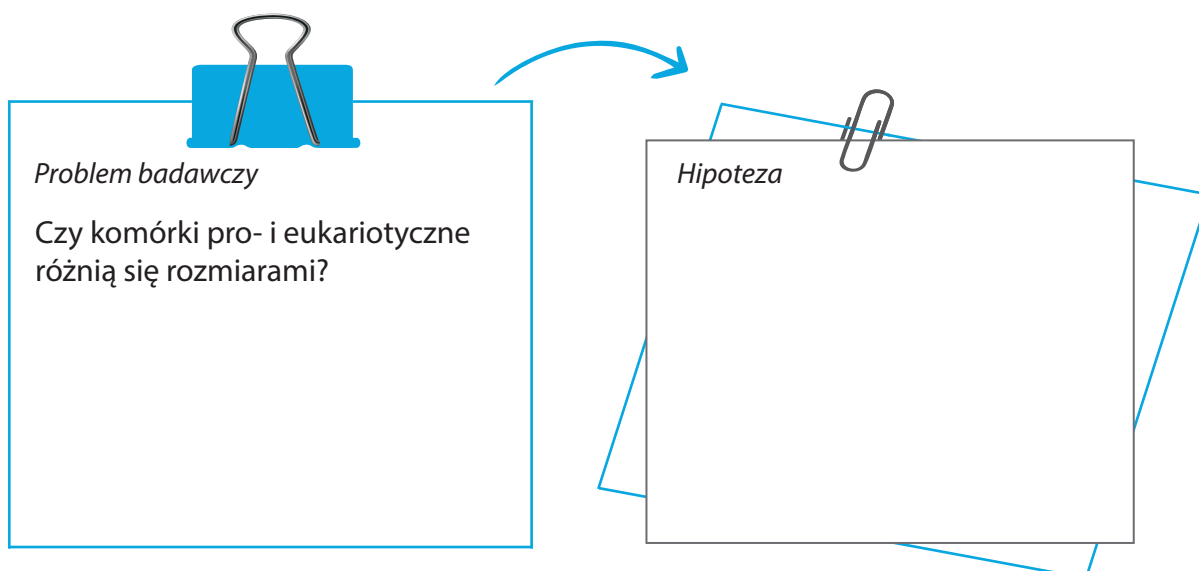 Problem badawczy
Czy komórki pro- i eukariotyczne
różnią się rozmiarami?
Hipoteza